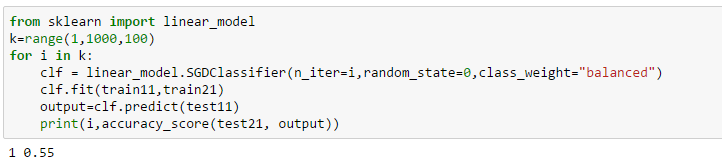 from sklearn import linear_model
k=range(1,1000,100)
for i in k:
    clf = linear_model.SGDClassifier(n_iter=i,random_state=0,class_weight="balanced")
    clf.fit(train11,train21)
    output=clf.predict(test11)
    print(i,accuracy_score(test21, output))
1 0.55